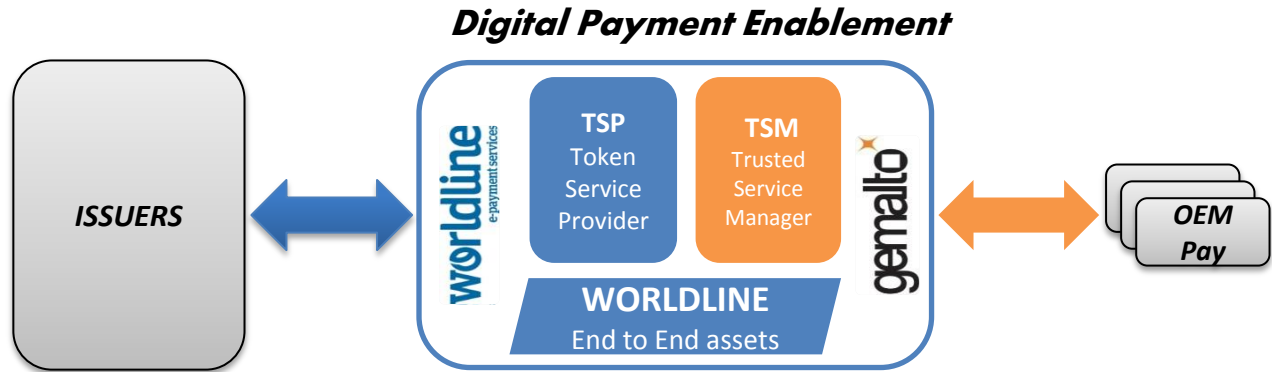 Digital Payment Enablement
ISSUERS
worldline
e-payment services
TSP
Token
Service
Provider
TSM
Trusted
Service
Manager
gemalto
WORLDLINE
End to End assets
OEM
Pay